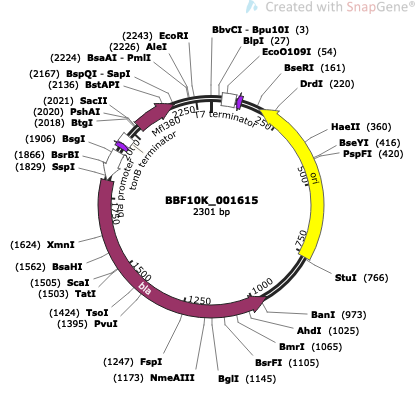 Created with SnapGene®
(2243) EcoRI
(2226) AleI
(2224) BsaAI - PmlI
(2167) BspQI - SapI
(2136) BstAPI
(2021) SacII
(2020) PshAI
(2018) BtgI
(1906) BsgI
(1866) BsrBI
(1829) SspI
BbvCI - Bpu10I (3)
BlpI (27)
EcoO109I (54)
BseRI (161)
DrdI (220)
HaeII (360)
BseYI (416)
PspFI (420)
StuI (766)
BanI (973)
AhdI (1025)
BmrI (1065)
BsrFI (1105)
BglI (1145)
(1624) XmnI
(1562) BsaHI
(1505) ScaI
(1503) TatI
(1424) TsoI
(1395) PvuI
(1247) FspI
(1173) NmeAIII
BBF10K_001615
2301 bp
T7 terminator
Mfl380
tonB terminator
bla promoter
bla
ori
250
500
750
1000
1250
1500
1750
2000
2250